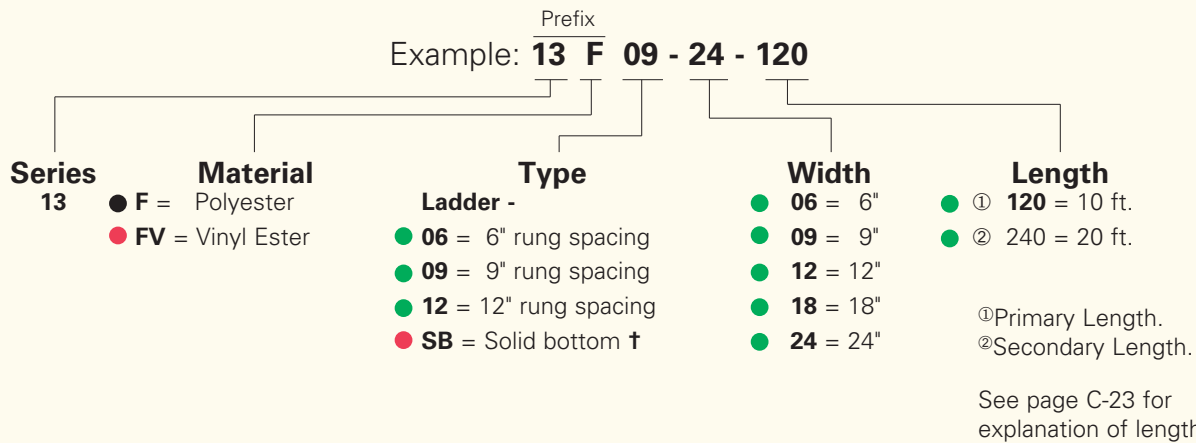 Prefix
Example: 13 F 09 - 24 - 120
Series
13
Material
F = Polyester
FV = Vinyl Ester
Type
Ladder -
06 = 6" rung spacing
09 = 9" rung spacing
12 = 12" rung spacing
SB = Solid bottom †
Width
06 = 6"
09 = 9"
12 = 12"
18 = 18"
24 = 24"
Length
① 120 = 10 ft.
② 240 = 20 ft.
①Primary Length.
②Secondary Length.
See page C-23 for
explanation of length